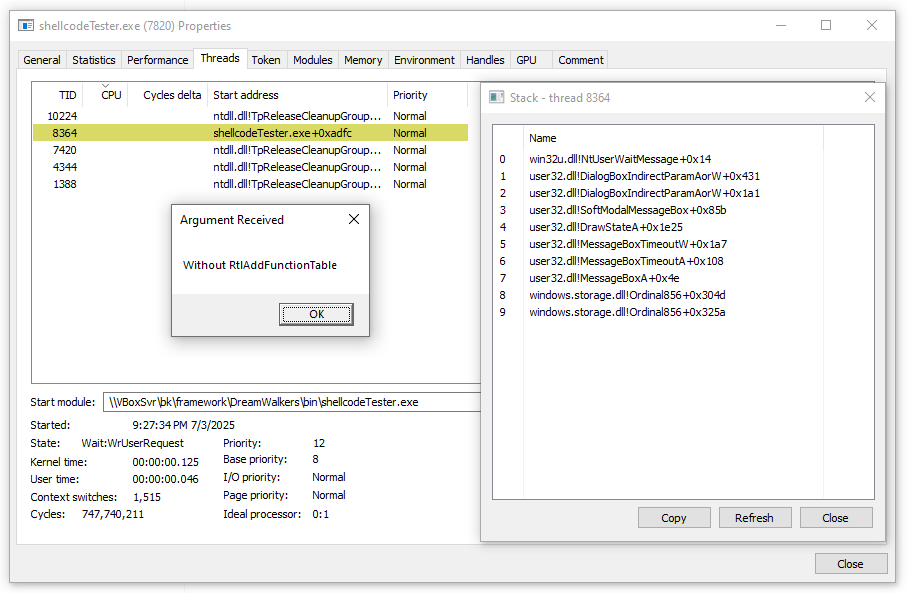 shellcodeTester.exe (7820) Properties
General Statistics Performance Threads Token Modules Memory Environment Handles GPU Comment
TID CPU Cycles delta Start address Priority
10224 ntdll.dll!TpReleaseCleanupGroup... Normal
8364 shellcodeTester.exe+0xadfc Normal
7420 ntdll.dll!TpReleaseCleanupGroup... Normal
4344 ntdll.dll!TpReleaseCleanupGroup... Normal
1388 ntdll.dll!TpReleaseCleanupGroup... Normal
Argument Received
Without RtlAddFunctionTable
OK
Stack - thread 8364
Name
0 win32u.dll!NtUserWaitMessage+0x14
1 user32.dll!DialogBoxIndirectParamAorW+0x431
2 user32.dll!DialogBoxIndirectParamAorW+0x1a1
3 user32.dll!SoftModalMessageBox+0x85b
4 user32.dll!DrawStateA+0x1e25
5 user32.dll!MessageBoxTimeoutW+0x1a7
6 user32.dll!MessageBoxTimeoutA+0x108
7 user32.dll!MessageBoxA+0x4e
8 windows.storage.dll!Ordinal856+0x304d
9 windows.storage.dll!Ordinal856+0x325a
Copy Refresh Close
Start module: \\VBoxSvr\bk\framework\DreamWalkers\bin\shellcodeTester.exe
Started: 9:27:34 PM 7/3/2025
State: Wait:WrUserRequest Priority: 12
Kernel time: 00:00:00.125 Base priority: 8
User time: 00:00:00.046 I/O priority: Normal
Context switches: 1,515 Page priority: Normal
Cycles: 747,740,211 Ideal processor: 0:1
Close